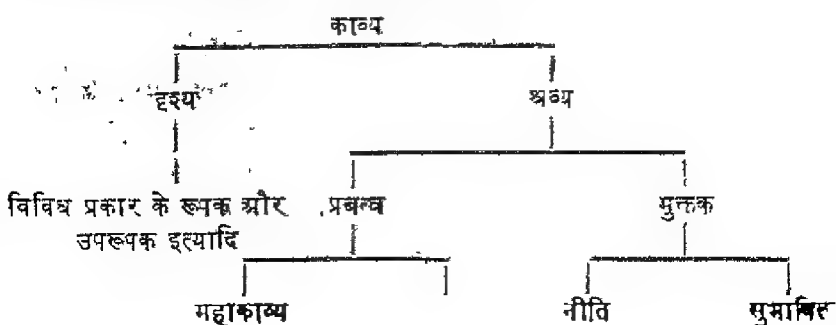 काव्य
दृश्य श्रव्य
विविध प्रकार के रूपक और प्रबन्ध मुक्तक
उपरूपक इत्यादि
महाकाव्य नीति सुभाषित